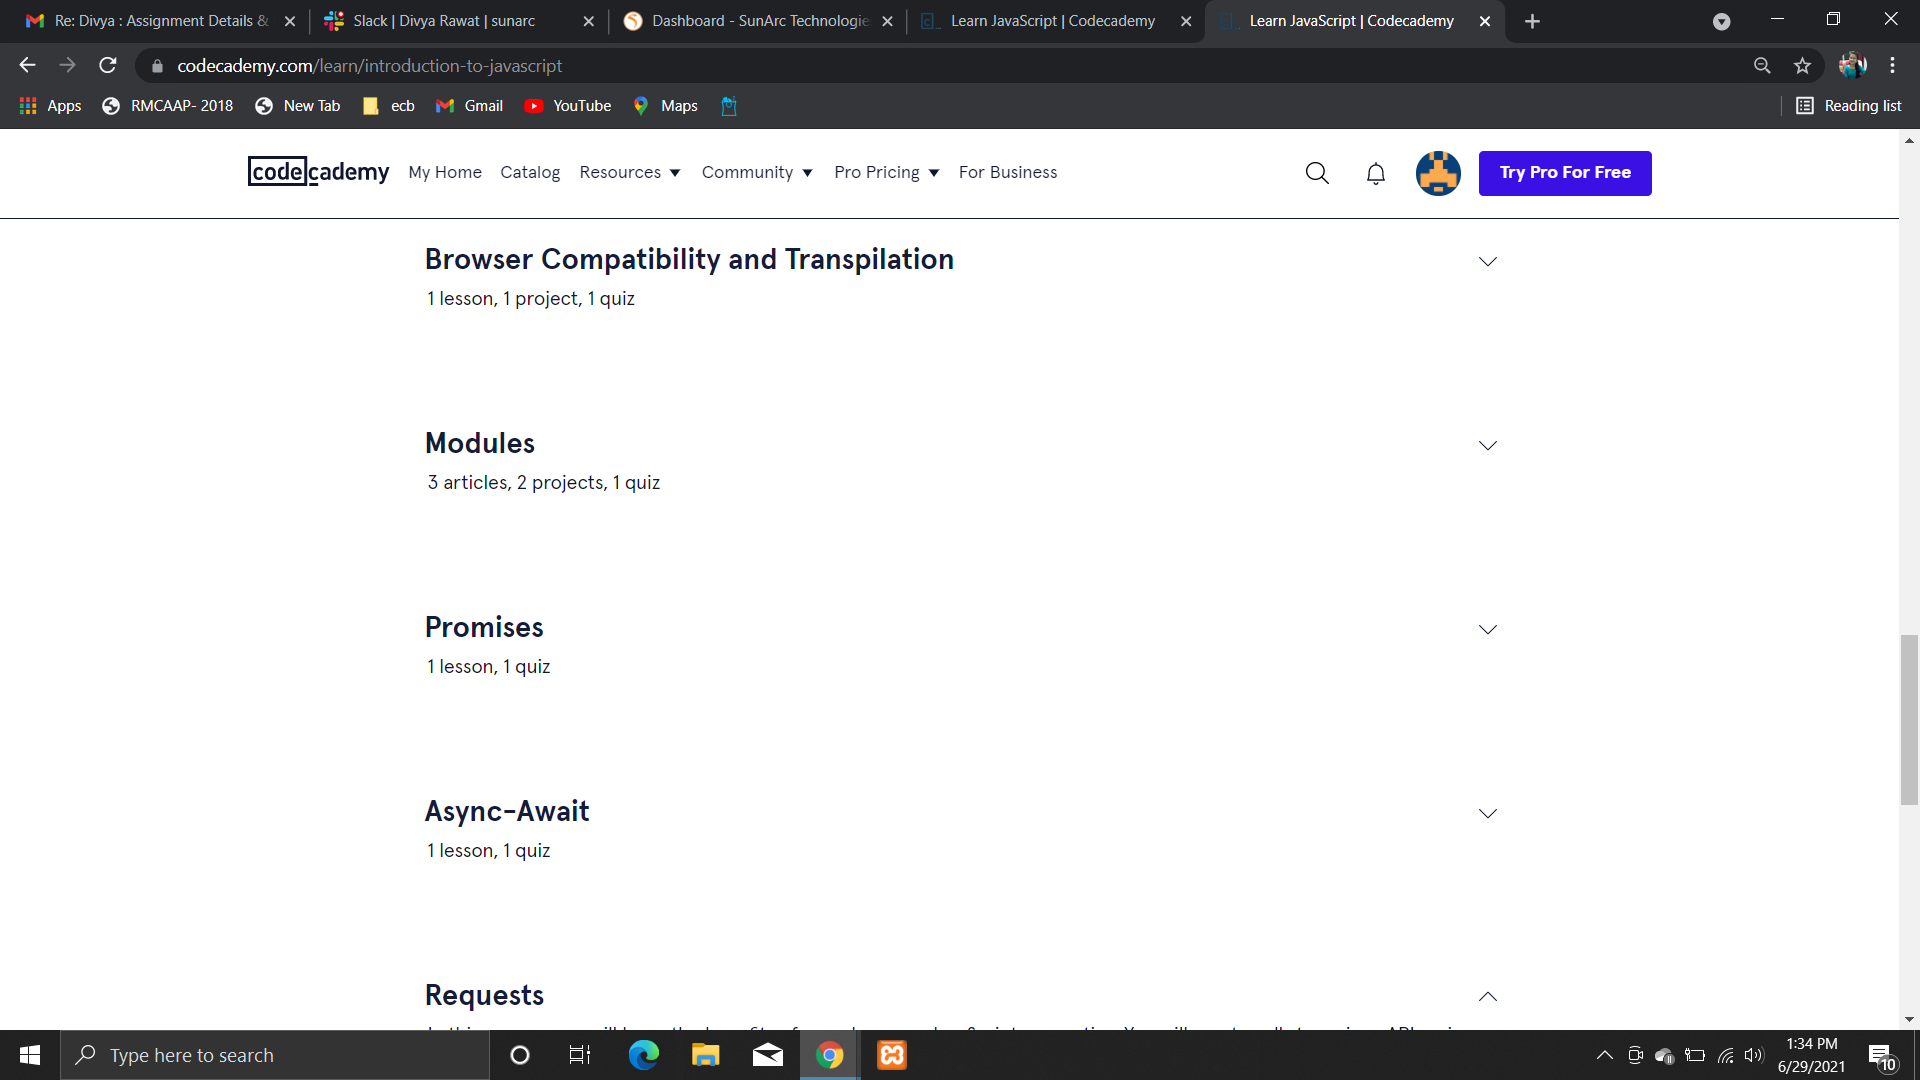 Re: Divya : Assignment Details &
Slack | Divya Rawat | sunarc
Dashboard - SunArc Technologie
Learn JavaScript | Codecademy
Learn JavaScript | Codecademy
codecademy.com/learn/introduction-to-javascript
Apps
RMCAAP- 2018
New Tab
ecb
Gmail
YouTube
Maps
Reading list
codecademy
My Home
Catalog
Resources
Community
Pro Pricing
For Business
Try Pro For Free
Browser Compatibility and Transpilation
1 lesson, 1 project, 1 quiz
Modules
3 articles, 2 projects, 1 quiz
Promises
1 lesson, 1 quiz
Async-Await
1 lesson, 1 quiz
Requests
Type here to search
1:34 PM
6/29/2021
10